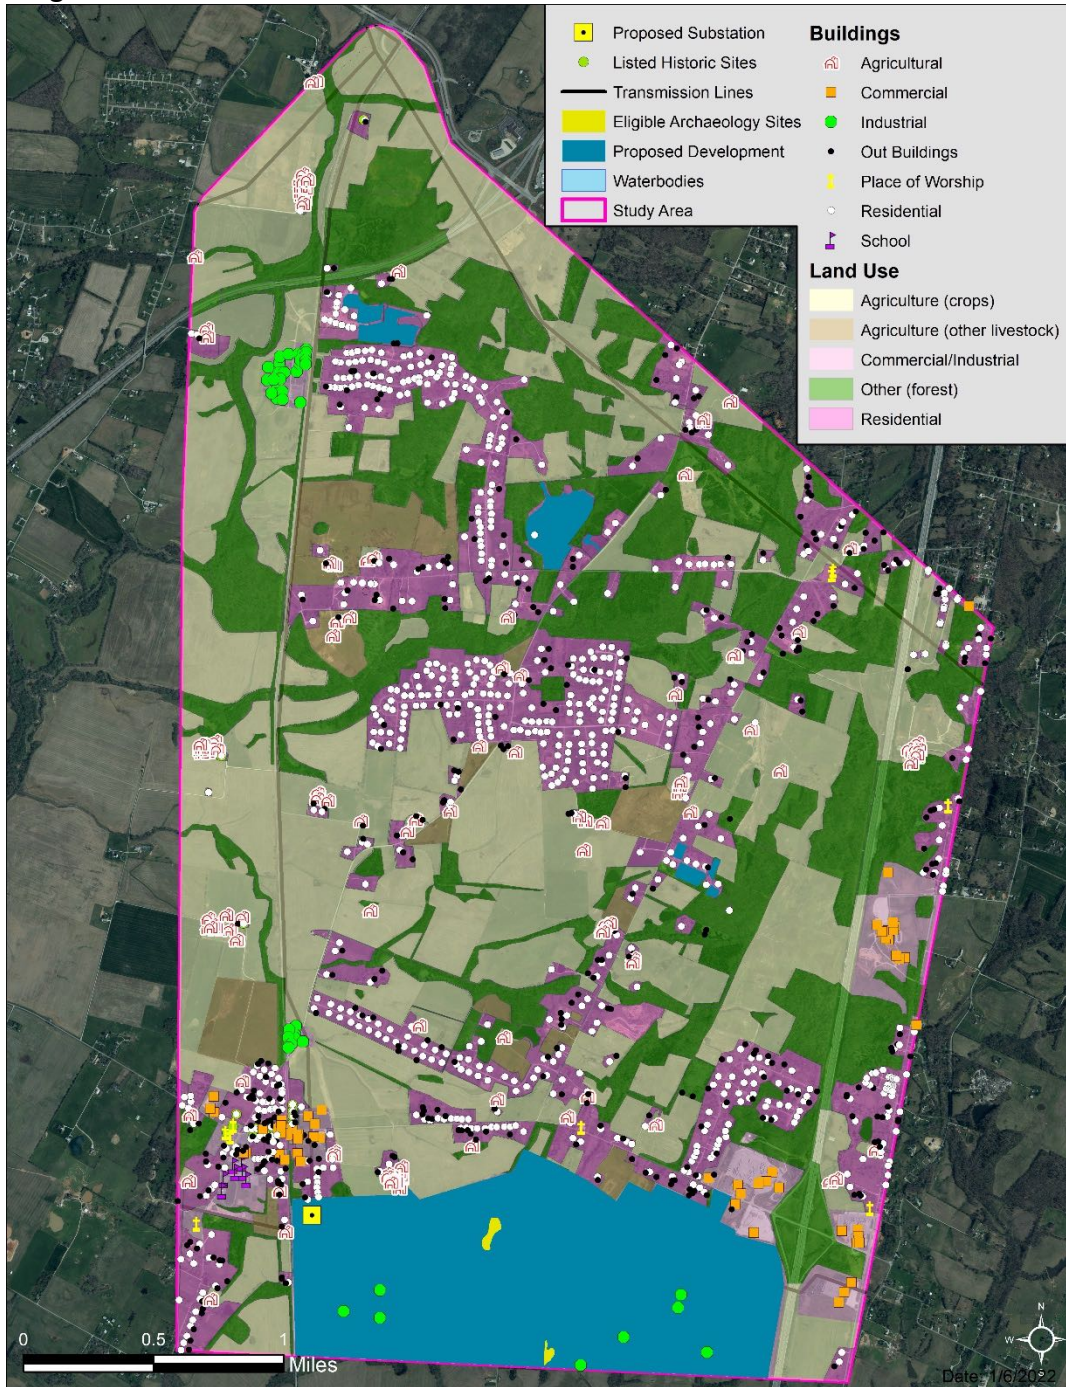 Proposed Substation
Listed Historic Sites
Transmission Lines
Eligible Archaeology Sites
Proposed Development
Waterbodies
Study Area
Buildings
Agricultural
Commercial
Industrial
Out Buildings
Place of Worship
Residential
School
Land Use
Agriculture (crops)
Agriculture (other livestock)
Commercial/Industrial
Other (forest)
Residential
0 0.5 1
Miles
N
W
S
Date: 1/6/2022